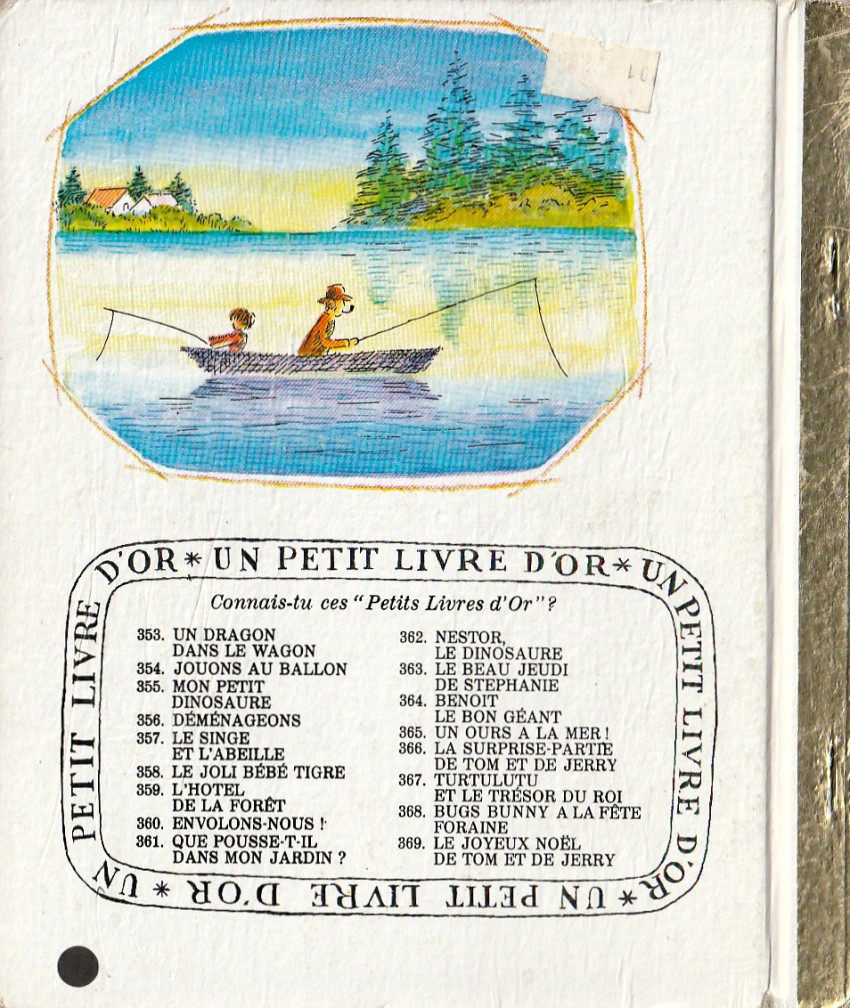 UN PETIT LIVRE D'OR * UN PETIT LIVRE D'OR * UN PETIT LIVRE D'OR * UN PETIT LIVRE D'OR *
Connais-tu ces "Petits Livres d'Or"?
353. UN DRAGON
DANS LE WAGON
354. JOUONS AU BALLON
355. MON PETIT
DINOSAURE
356. DÉMÉNAGEONS
357. LE SINGE
ET L'ABEILLE
358. LE JOLI BÉBÉ TIGRE
359. L'HOTEL
DE LA FORÊT
360. ENVOLONS-NOUS !
361. QUE POUSSE-T-IL
DANS MON JARDIN ?
362. NESTOR,
LE DINOSAURE
363. LE BEAU JEUDI
DE STEPHANIE
364. BENOIT
LE BON GÉANT
365. UN OURS A LA MER !
366. LA SURPRISE-PARTIE
DE TOM ET DE JERRY
367. TURTULUTU
ET LE TRÉSOR DU ROI
368. BUGS BUNNY A LA FÊTE
FORAINE
369. LE JOYEUX NOËL
DE TOM ET DE JERRY